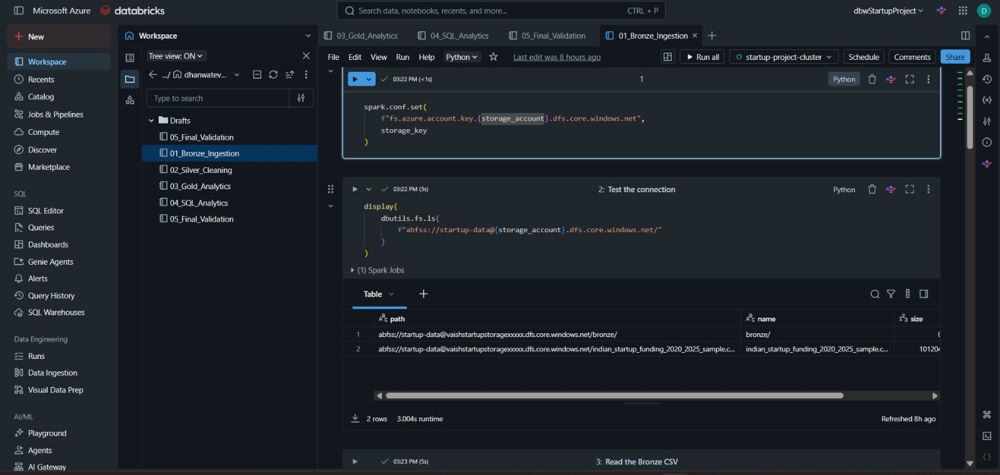 Microsoft Azure databricks
Search data, notebooks, recents, and more... CTRL + P
dbwStartupProject
D
New
Workspace
Recents
Catalog
Jobs & Pipelines
Compute
Discover
Marketplace
SQL
SQL Editor
Queries
Dashboards
Genie Agents
Alerts
Query History
SQL Warehouses
Data Engineering
Runs
Data Ingestion
Visual Data Prep
AI/ML
Playground
Agents
AI Gateway
Workspace
Tree view: ON
.../ dhanwatev...
Type to search
Drafts
05_Final_Validation
01_Bronze_Ingestion
02_Silver_Cleaning
03_Gold_Analytics
04_SQL_Analytics
05_Final_Validation
03_Gold_Analytics 04_SQL_Analytics 05_Final_Validation 01_Bronze_Ingestion
File Edit View Run Help Python Last edit was 8 hours ago Run all startup-project-cluster Schedule Comments Share
03:22 PM (<1s) 1 Python
spark.conf.set(
f"fs.azure.account.key.{storage_account}.dfs.core.windows.net",
storage_key
)
03:22 PM (3s) 2: Test the connection Python
display(
dbutils.fs.ls(
f"abfss://startup-data@{storage_account}.dfs.core.windows.net/"
)
)
(1) Spark Jobs
Table
path name size
1 abfss://startup-data@vaishstartupstoragexxxxx.dfs.core.windows.net/bronze/ bronze/
2 abfss://startup-data@vaishstartupstoragexxxxx.dfs.core.windows.net/indian_startup_funding_2020_2025_sample.c... indian_startup_funding_2020_2025_sample.c... 101204
2 rows 3.004s runtime Refreshed 8h ago
03:23 PM (5s) 3: Read the Bronze CSV